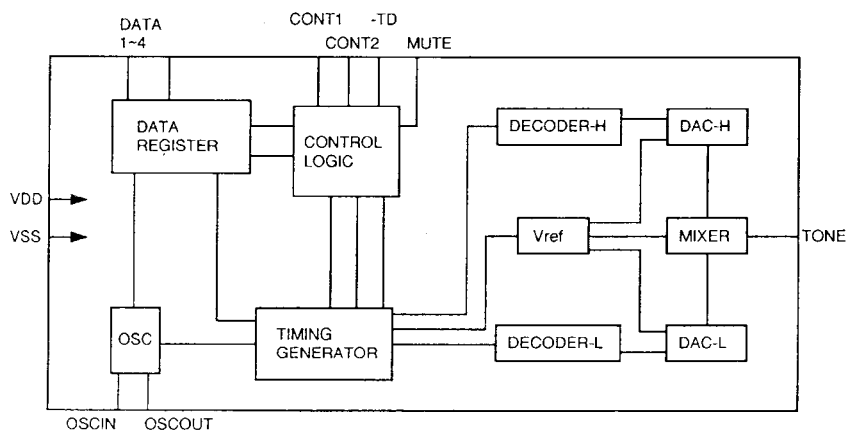 DATA
1~4
CONT1
-TD
CONT2
MUTE
DATA
REGISTER
CONTROL
LOGIC
DECODER-H
DAC-H
VDD
VSS
Vref
MIXER
TONE
OSC
TIMING
GENERATOR
DECODER-L
DAC-L
OSCIN
OSCOUT